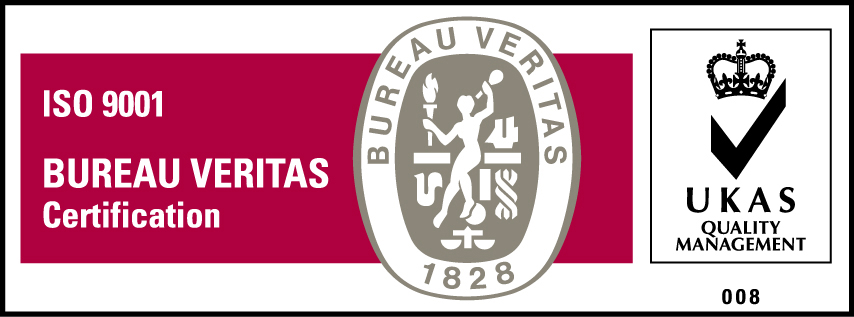 ISO 9001
BUREAU VERITAS
Certification
BUREAU VERITAS
1828
UKAS
QUALITY
MANAGEMENT
008